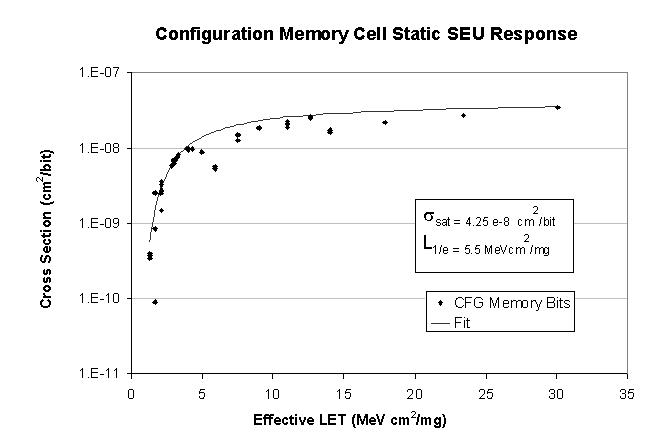 Configuration Memory Cell Static SEU Response
Cross Section (cm²/bit)
1.E-07
1.E-08
1.E-09
1.E-10
1.E-11
σsat = 4.25 e-8 cm²/bit
L1/e = 5.5 MeVcm²/mg
CFG Memory Bits
Fit
0 5 10 15 20 25 30 35
Effective LET (MeV cm²/mg)